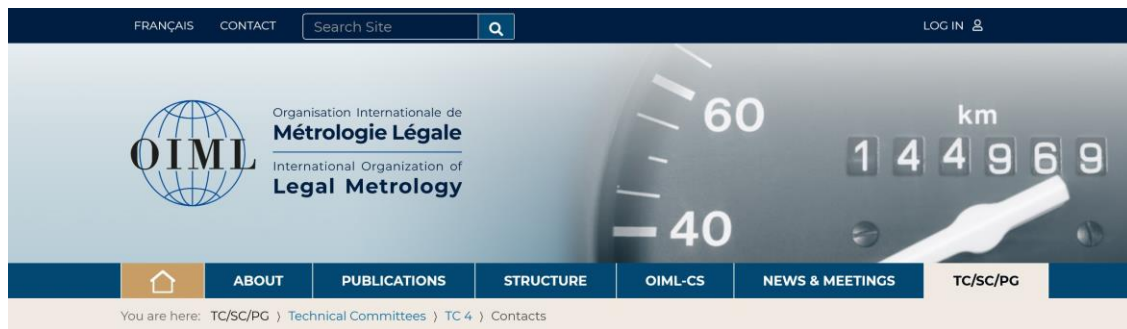 FRANÇAIS CONTACT Search Site LOG IN
OIML
Organisation Internationale de
Métrologie Légale
International Organization of
Legal Metrology
60
40
km
144969
ABOUT PUBLICATIONS STRUCTURE OIML-CS NEWS & MEETINGS TC/SC/PG
You are here: TC/SC/PG ) Technical Committees ) TC 4 ) Contacts